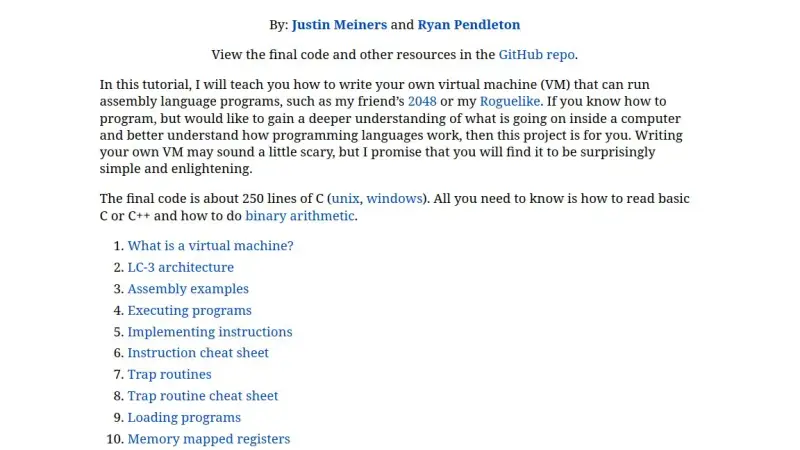 By: Justin Meiners and Ryan Pendleton
View the final code and other resources in the GitHub repo.
In this tutorial, I will teach you how to write your own virtual machine (VM) that can run
assembly language programs, such as my friend’s 2048 or my Roguelike. If you know how to
program, but would like to gain a deeper understanding of what is going on inside a computer
and better understand how programming languages work, then this project is for you. Writing
your own VM may sound a little scary, but I promise that you will find it to be surprisingly
simple and enlightening.
The final code is about 250 lines of C (unix, windows). All you need to know is how to read basic
C or C++ and how to do binary arithmetic.
1. What is a virtual machine?
2. LC-3 architecture
3. Assembly examples
4. Executing programs
5. Implementing instructions
6. Instruction cheat sheet
7. Trap routines
8. Trap routine cheat sheet
9. Loading programs
10. Memory mapped registers